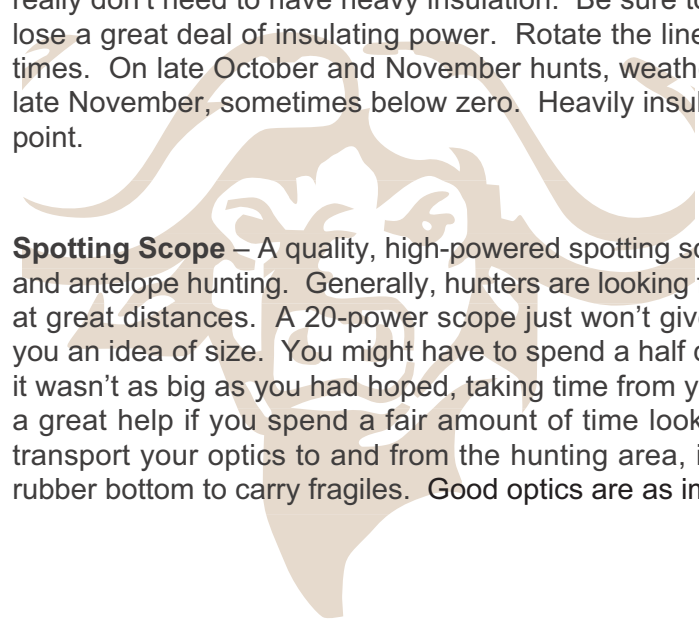 really don't need to have heavy insulation. Be sure to
lose a great deal of insulating power. Rotate the line
times. On late October and November hunts, weath
late November, sometimes below zero. Heavily insul
point.
Spotting Scope – A quality, high-powered spotting sc
and antelope hunting. Generally, hunters are looking
at great distances. A 20-power scope just won't give
you an idea of size. You might have to spend a half
it wasn't as big as you had hoped, taking time from y
a great help if you spend a fair amount of time look
transport your optics to and from the hunting area, i
rubber bottom to carry fragiles. Good optics are as in